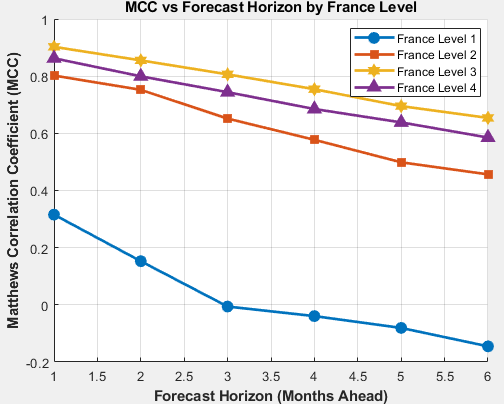 MCC vs Forecast Horizon by France Level
France Level 1
France Level 2
France Level 3
France Level 4
Matthews Correlation Coefficient (MCC)
1
0.8
0.6
0.4
0.2
0
-0.2
1 1.5 2 2.5 3 3.5 4 4.5 5 5.5 6
Forecast Horizon (Months Ahead)